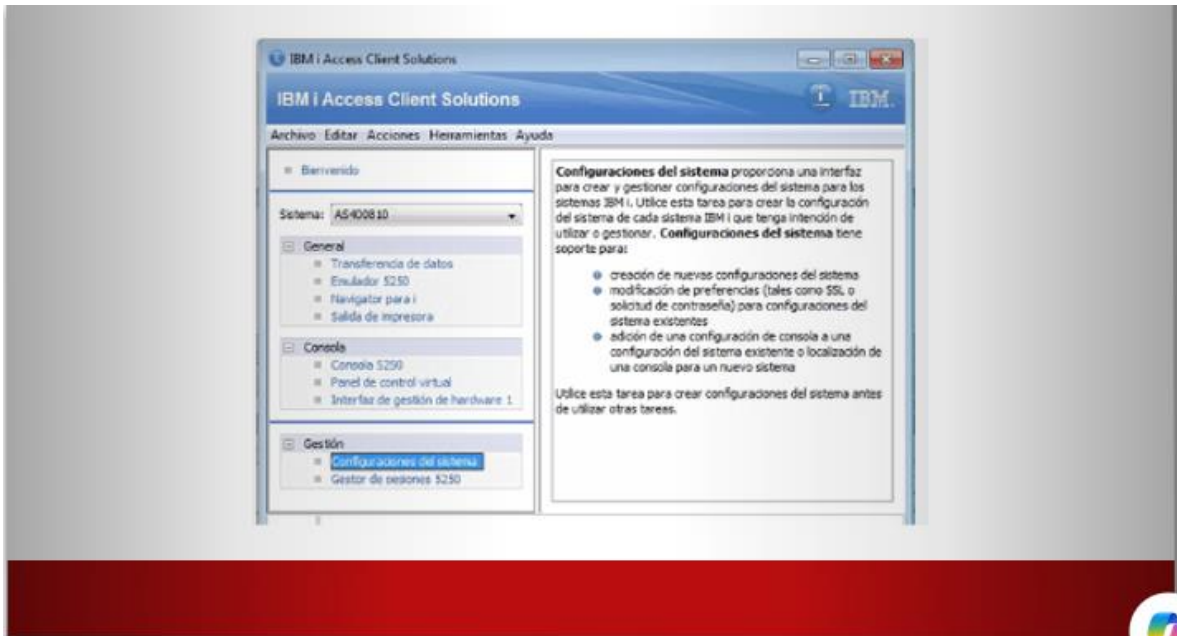 IBM i Access Client Solutions
IBM i Access Client Solutions
IBM.
Archivo Editar Acciones Herramientas Ayuda
Bienvenido
Sistema: AS400810
General
Transferencia de datos
Emulador 5250
Navigator para i
Salida de impresora
Consola
Consola 5250
Panel de control virtual
Interfaz de gestión de hardware 1
Gestión
Configuraciones del sistema
Gestor de sesiones 5250
Configuraciones del sistema proporciona una interfaz
para crear y gestionar configuraciones del sistema para los
sistemas IBM i. Utilice esta tarea para crear la configuración
del sistema de cada sistema IBM i que tenga intención de
utilizar o gestionar. Configuraciones del sistema tiene
soporte para:
creación de nuevas configuraciones del sistema
modificación de preferencias (tales como SSL o
solicitud de contraseña) para configuraciones del
sistema existentes
adición de una configuración de consola a una
configuración del sistema existente o localización de
una consola para un nuevo sistema
Utilice esta tarea para crear configuraciones del sistema antes
de utilizar otras tareas.